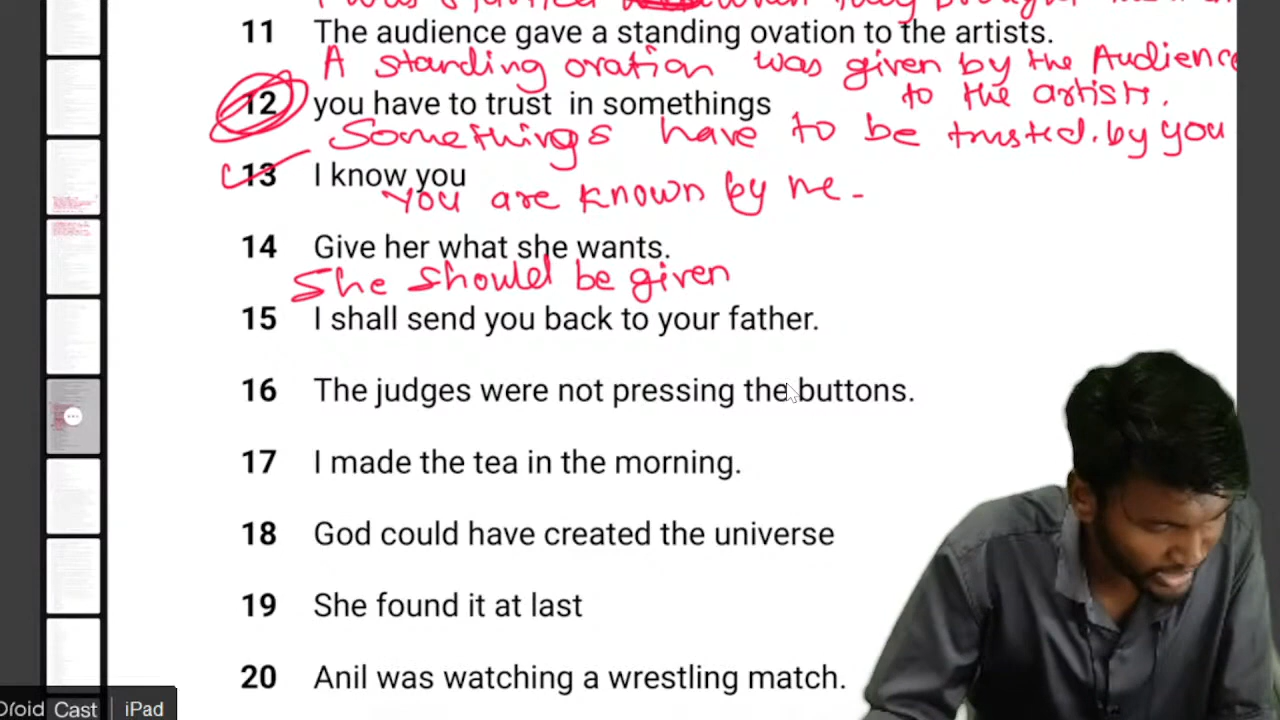 11 The audience gave a standing ovation to the artists.
A standing ovation was given by the Audience
to the artists.
12 you have to trust in somethings
Somethings have to be trusted. by you
13 I know you
You are known by me.
14 Give her what she wants.
She should be given
15 I shall send you back to your father.
16 The judges were not pressing the buttons.
17 I made the tea in the morning.
18 God could have created the universe
19 She found it at last
20 Anil was watching a wrestling match.
Cast iPad